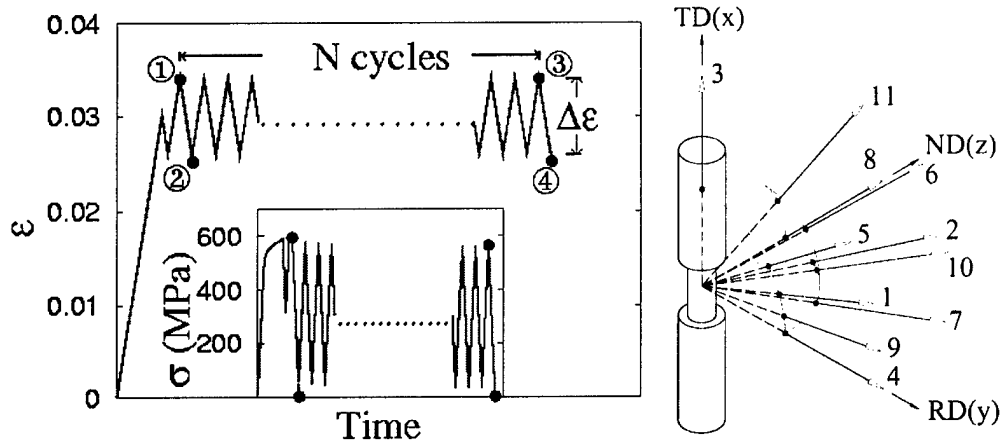 0.04
0.03
0.02
0.01
0
ε
N cycles
①
②
③
④
Δε
600
400
200
σ (MPa)
Time
TD(x)
3
11
ND(z)
8
6
5
2
10
1
7
9
4
RD(y)